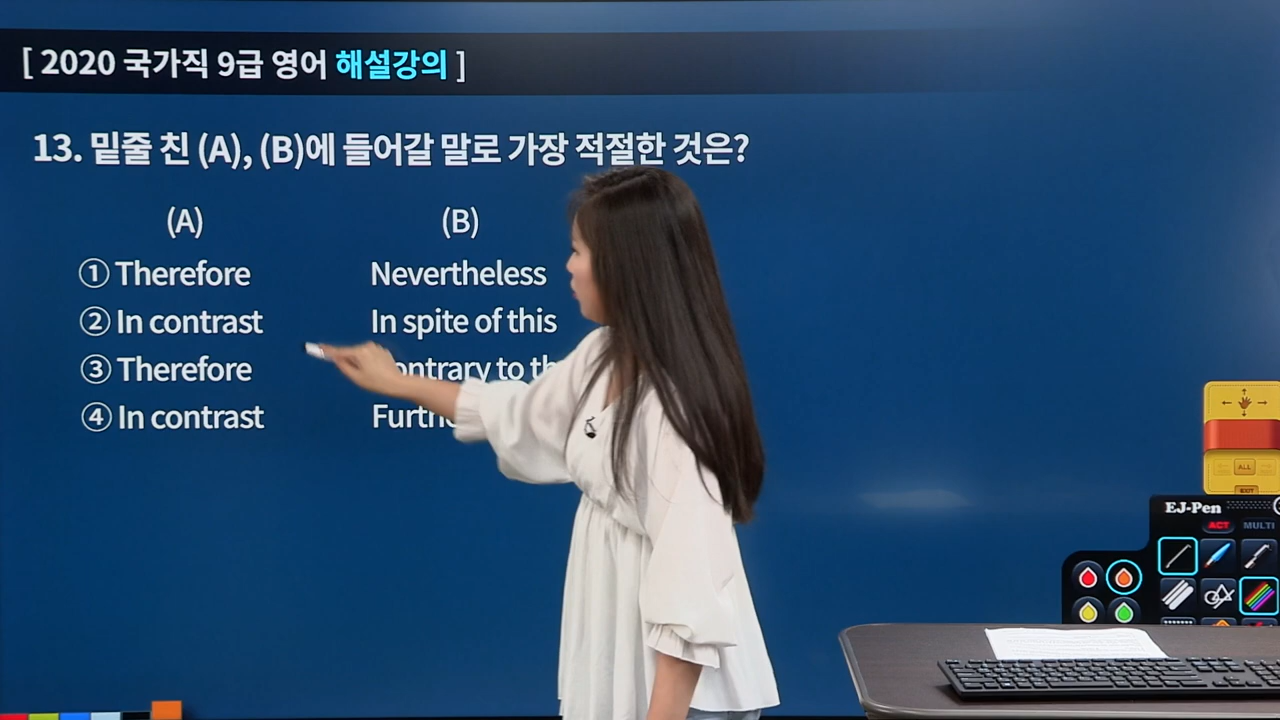 [ 2020 국가직 9급 영어 해설강의 ]
13. 밑줄 친 (A), (B)에 들어갈 말로 가장 적절한 것은?
(A) (B)
① Therefore Nevertheless
② In contrast In spite of this
③ Therefore to
④ In contrast
ALL
EXIT
EJ-Pen
ACT MULTI